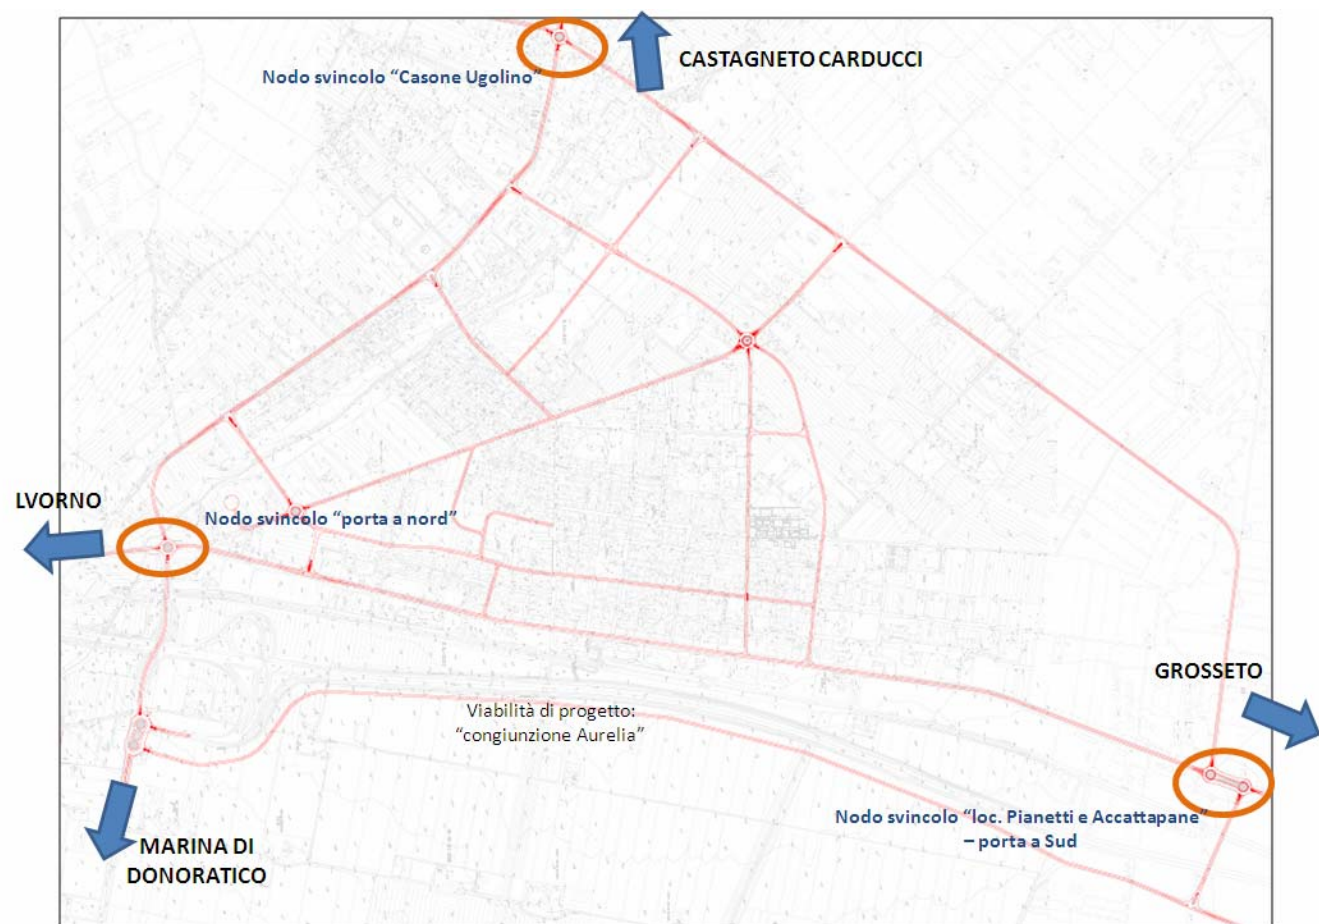 CASTAGNETO CARDUCCI
Nodo svincolo “Casone Ugolino”
LVORNO
Nodo svincolo “porta a nord”
GROSSETO
Viabilità di progetto:
“congiunzione Aurelia”
Nodo svincolo “loc. Pianetti e Accattapane”
– porta a Sud
MARINA DI
DONORATICO